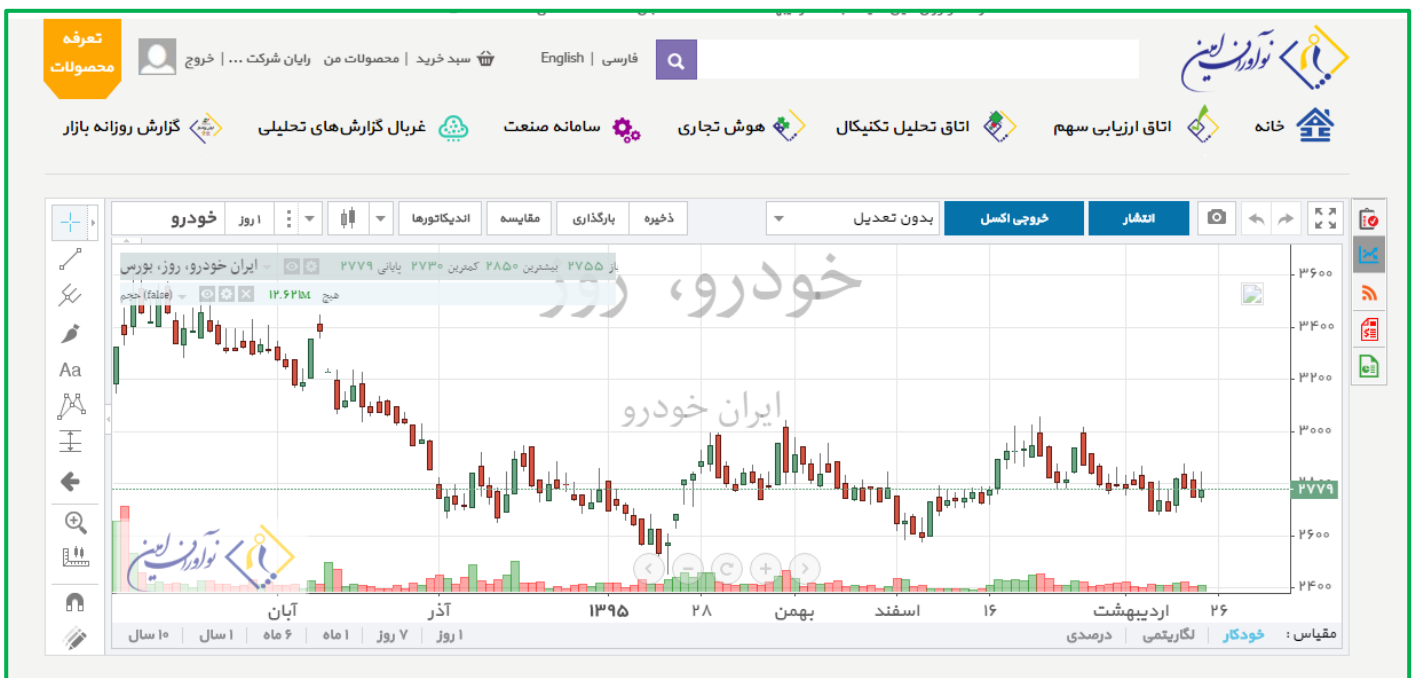 تعرفه محصولات
خروج | رایان شرکت ... | محصولات من | سبد خرید
English | فارسی
نوآوران امین
خانه
اتاق ارزیابی سهم
اتاق تحلیل تکنیکال
هوش تجاری
سامانه صنعت
غربال گزارش‌های تحلیلی
گزارش روزانه بازار
خودرو
۱ روز
اندیکاتورها
مقایسه
بارگذاری
ذخیره
بدون تعدیل
خروجی اکسل
انتشار
ایران خودرو، روز، بورس
باز ۲۷۵۵ بیشترین ۲۸۵۰ کمترین ۲۷۳۰ پایانی ۲۷۷۹
حجم (false)
۱۲.۶۲۱M هیچ
خودرو، روز
ایران خودرو
Aa
۳۶۰۰
۳۴۰۰
۳۲۰۰
۳۰۰۰
۲۷۷۹
۲۶۰۰
۲۴۰۰
نوآوران امین
آبان
آذر
۱۳۹۵
۲۸
بهمن
اسفند
۱۶
اردیبهشت
۲۶
۱ روز | ۷ روز | ۱ ماه | ۶ ماه | ۱ سال | ۱۰ سال
مقیاس : خودکار | لگاریتمی | درصدی